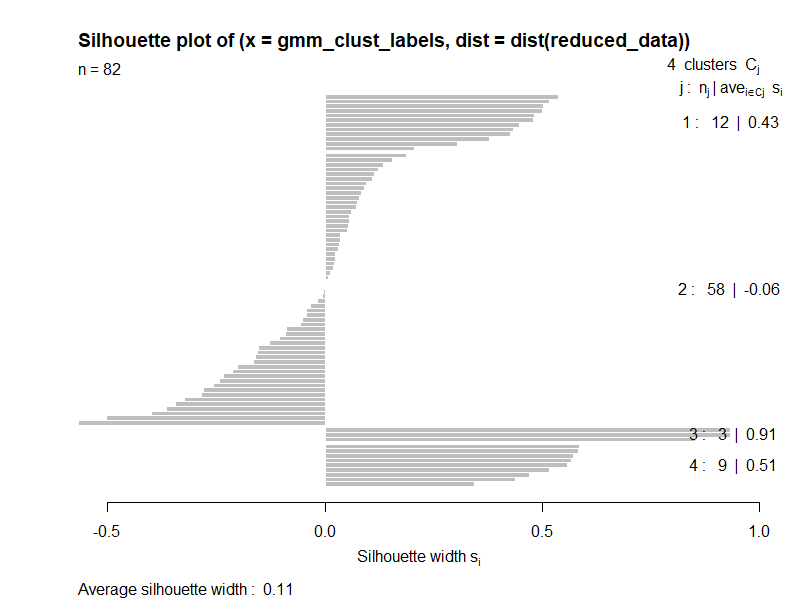 Silhouette plot of (x = gmm_clust_labels, dist = dist(reduced_data))
n = 82
4 clusters Cj
j : nj | avei∈Cj si
1 : 12 | 0.43
2 : 58 | -0.06
3 : 3 | 0.91
4 : 9 | 0.51
-0.5 0.0 0.5 1.0
Silhouette width si
Average silhouette width : 0.11